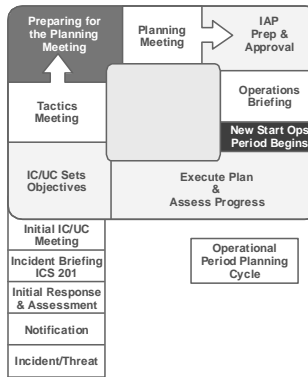 Preparing for
the Planning
Meeting
Planning
Meeting
IAP
Prep &
Approval
Tactics
Meeting
Operations
Briefing
New Start Ops
Period Begins
IC/UC Sets
Objectives
Execute Plan
&
Assess Progress
Initial IC/UC
Meeting
Incident Briefing
ICS 201
Initial Response
& Assessment
Notification
Incident/Threat
Operational
Period Planning
Cycle